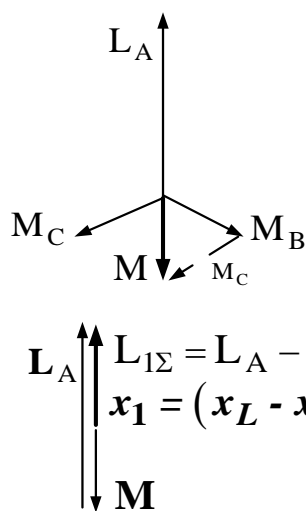 L_A
M_C
M_B
M
M_C
L_A
L_{1Σ} = L_A -
x_1 = (x_L - x
M